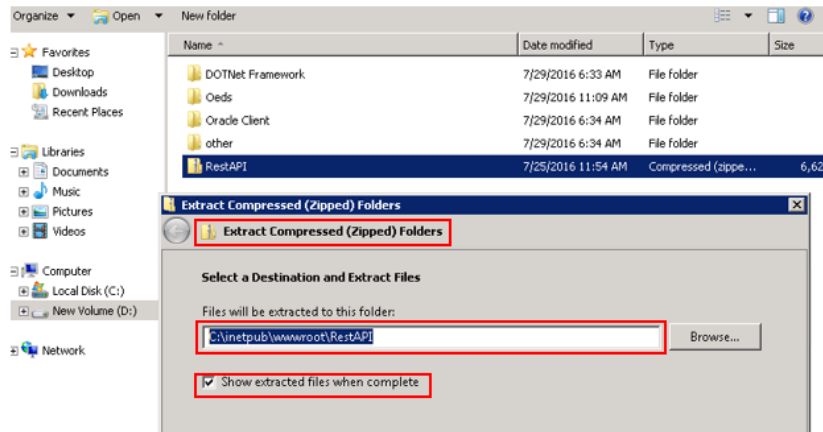 Organize Open New folder
Name Date modified Type Size
Favorites
Desktop
Downloads
Recent Places
Libraries
Documents
Music
Pictures
Videos
Computer
Local Disk (C:)
New Volume (D:)
Network
DOTNet Framework 7/29/2016 6:33 AM File folder
Oeds 7/29/2016 11:09 AM File folder
Oracle Client 7/29/2016 6:34 AM File folder
other 7/29/2016 6:34 AM File folder
RestAPI 7/25/2016 11:54 AM Compressed (zippe... 6,62
Extract Compressed (Zipped) Folders
Extract Compressed (Zipped) Folders
Select a Destination and Extract Files
Files will be extracted to this folder:
C:\inetpub\wwwroot\RestAPI Browse...
Show extracted files when complete